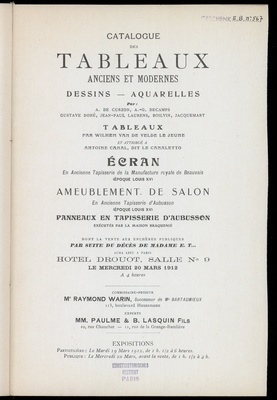 PROCHEME R.B. n° 567
CATALOGUE
DES
TABLEAUX
ANCIENS ET MODERNES
DESSINS — AQUARELLES
Par:
A. DE CURZON, A.-G. DECAMPS
GUSTAVE DORÉ, JEAN-PAUL LAURENS, BOILVIN, JACQUEMART
TABLEAUX
PAR WILHEM VAN DE VELDE LE JEUNE
ET ATTRIBUÉ A
ANTOINE CANAL, DIT LE CANALETTO
ÉCRAN
En Ancienne Tapisserie de la Manufacture royale de Beauvais
ÉPOQUE LOUIS XVI
AMEUBLEMENT DE SALON
En Ancienne Tapisserie d'Aubusson
ÉPOQUE LOUIS XVI
PANNEAUX EN TAPISSERIE D'AUBUSSON
EXÉCUTÉS PAR LA MAISON BRAQUENIÉ
DONT LA VENTE AUX ENCHÈRES PUBLIQUES
PAR SUITE DU DÉCÈS DE MADAME E. T...
AURA LIEU A PARIS
HOTEL DROUOT, SALLE No 9
LE MERCREDI 20 MARS 1912
A 4 heures
COMMISSAIRE-PRISEUR
Me RAYMOND WARIN, Successeur de Me BARTAUMIEUX
118, boulevard Haussmann
EXPERTS
MM. PAULME & B. LASQUIN FILS
10, rue Chauchat — 11, rue de la Grange-Batelière
EXPOSITIONS
PARTICULIÈRE: Le Mardi 19 Mars 1912, de 1 h. 1/2 à 6 heures.
PUBLIQUE: Le Mercredi 20 Mars, avant la vente, de 1 h. 1/2 à 4 h.
INSTITUT
PARIS